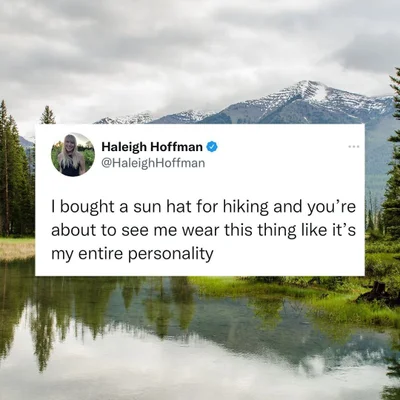 Haleigh Hoffman
@HaleighHoffman
I bought a sun hat for hiking and you’re
about to see me wear this thing like it’s
my entire personality